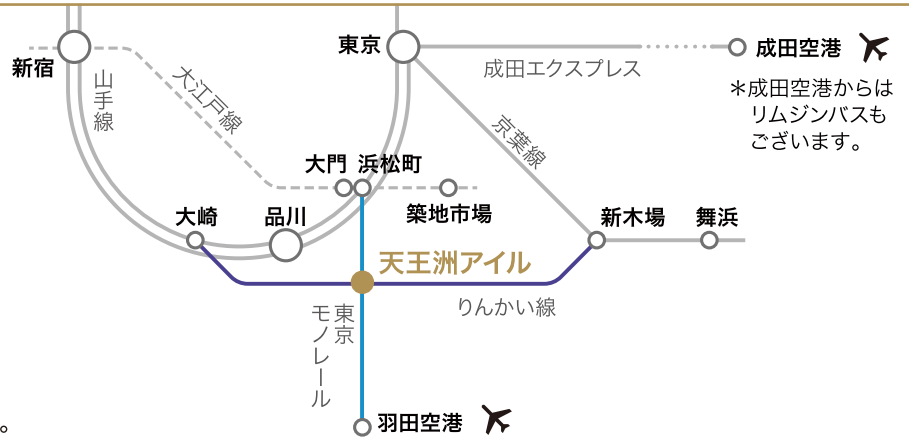 新宿
山手線
大江戸線
東京
成田エクスプレス
成田空港
＊成田空港からは
リムジンバスも
ございます。
京葉線
大門
浜松町
築地市場
大崎
品川
新木場
舞浜
天王洲アイル
りんかい線
東京
モノレール
羽田空港
。